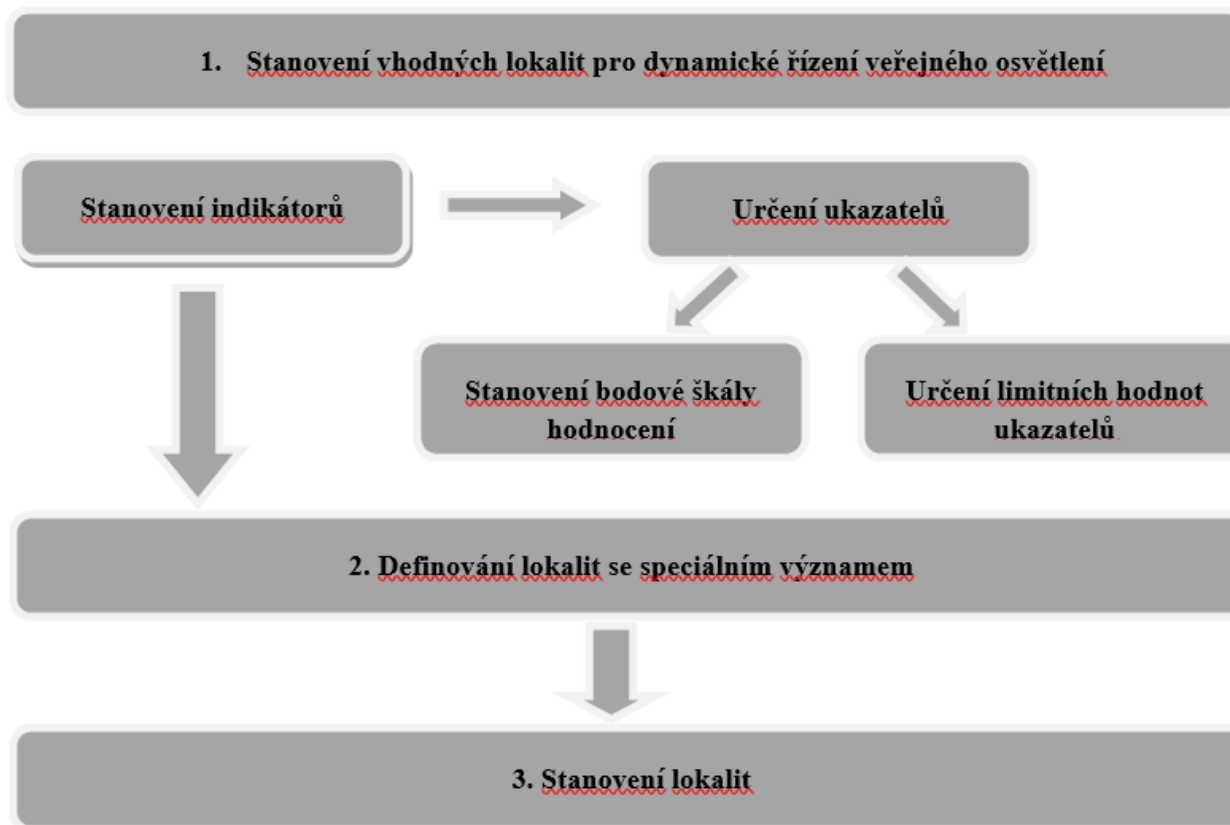 1. Stanovení vhodných lokalit pro dynamické řízení veřejného osvětlení
Stanovení indikátorů
Určení ukazatelů
Stanovení bodové škály
hodnocení
Určení limitních hodnot
ukazatelů
2. Definování lokalit se speciálním významem
3. Stanovení lokalit